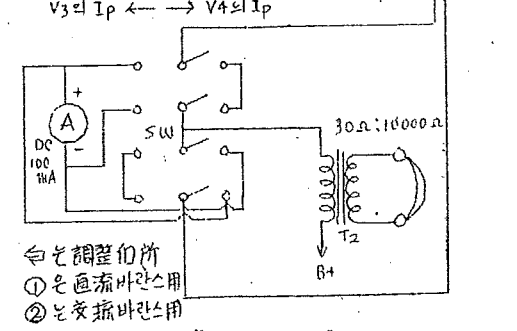 V3의 Ip ← → V4의 Ip
+
A
-
DC
100
mA
SW
30Ω:10000Ω
T2
B+
⇦は調整個所
①은直流바란스用
②는交流바란스用